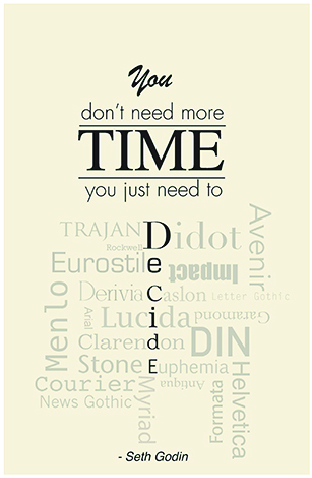 You
don't need more
TIME
you just need to
DecidE
TRAJAN
Didot
Avenir
Rockwell
Eurostile
Impact
Menlo
Derivia
Caslon
Letter Gothic
Arial
Lucida
Garamond
Clarendon
DIN
Stone
Euphemia
Helvetica
Courier
Antique
Formata
News Gothic
Myriad
- Seth Godin